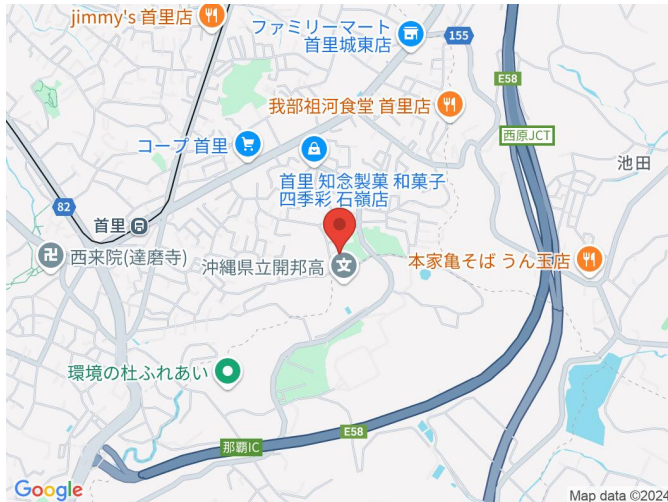 jimmy's 首里店
ファミリーマート
首里城東店
155
E58
我部祖河食堂 首里店
西原JCT
コープ 首里
池田
首里 知念製菓 和菓子
四季彩 石嶺店
82
首里
西来院(達磨寺)
沖縄県立開邦高
文
本家亀そば うん玉店
環境の杜ふれあい
那覇IC
E58
Google
Map data ©2024